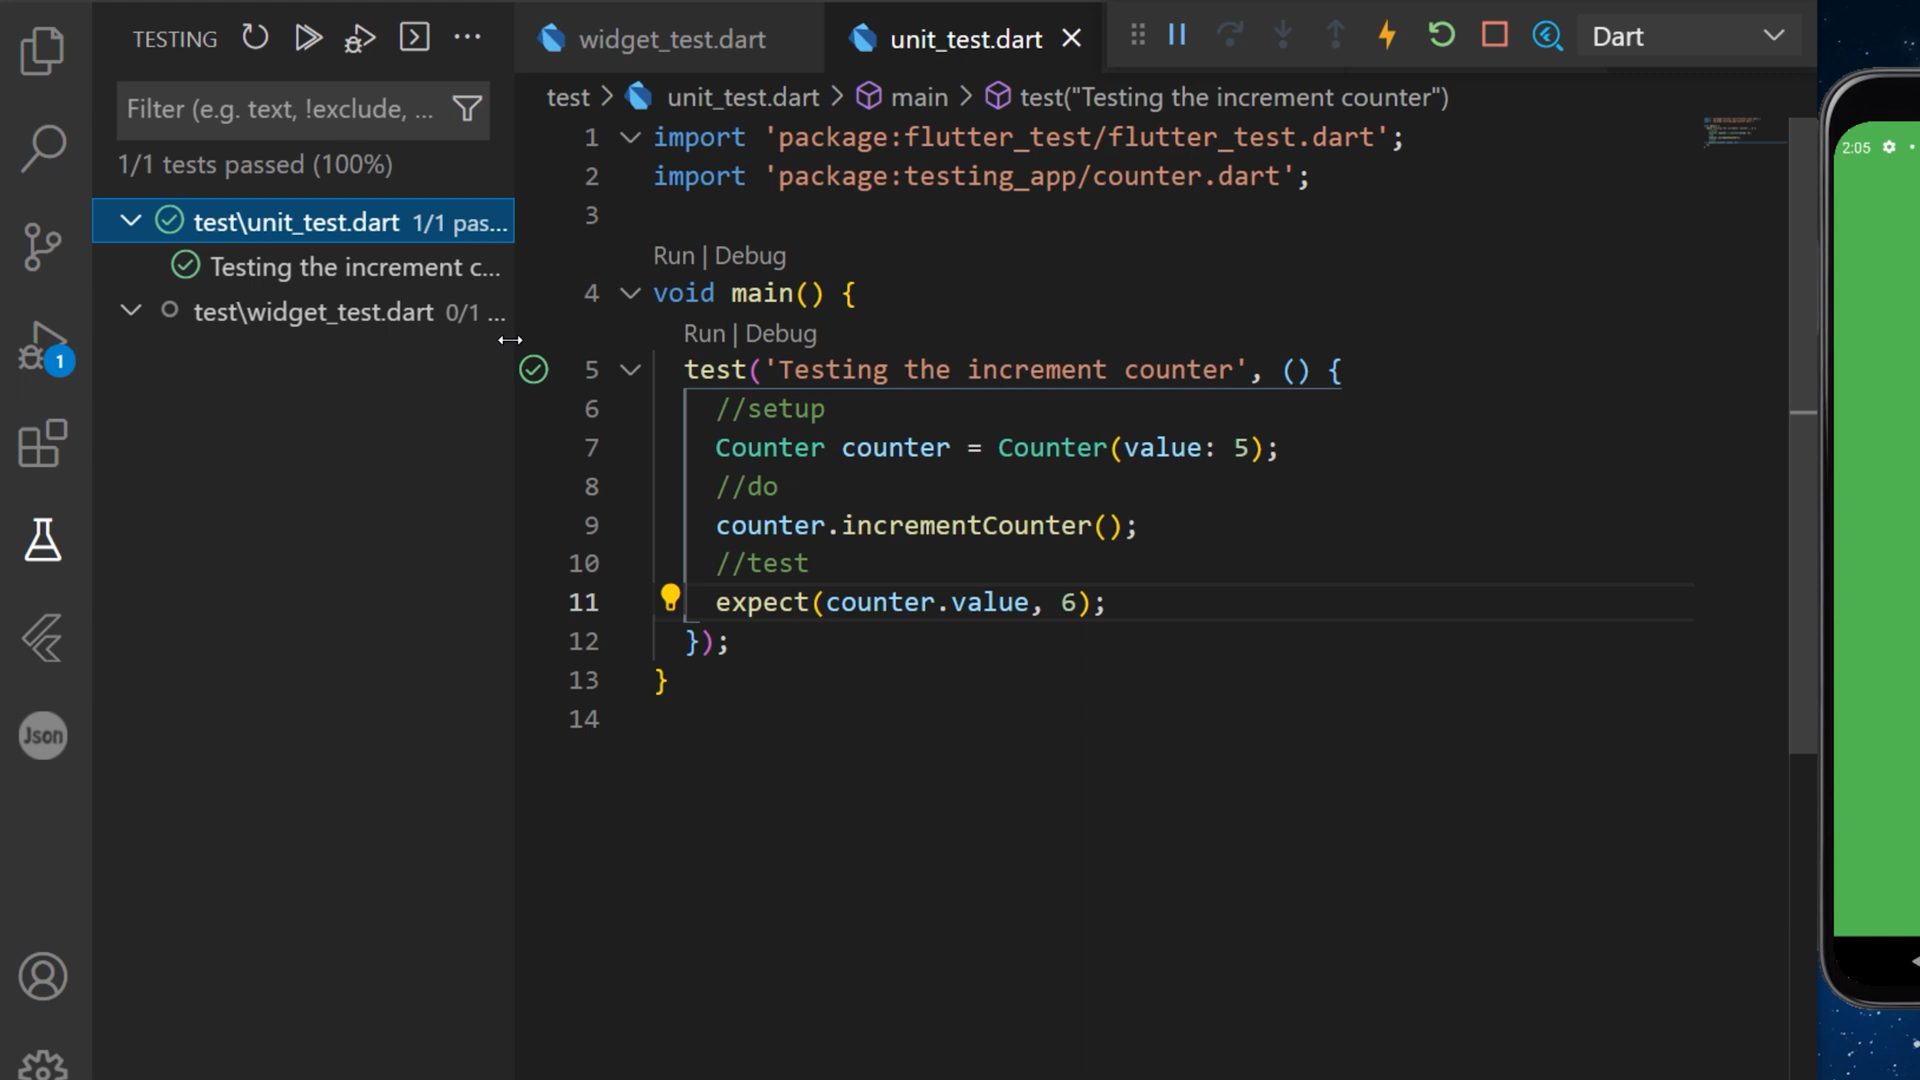 TESTING
Filter (e.g. text, !exclude, ...
1/1 tests passed (100%)
test\unit_test.dart 1/1 pas...
Testing the increment c...
test\widget_test.dart 0/1 ...
1
Json
widget_test.dart
unit_test.dart
Dart
test > unit_test.dart > main > test("Testing the increment counter")
1 import 'package:flutter_test/flutter_test.dart';
2 import 'package:testing_app/counter.dart';
3
Run | Debug
4 void main() {
Run | Debug
5 test('Testing the increment counter', () {
6 //setup
7 Counter counter = Counter(value: 5);
8 //do
9 counter.incrementCounter();
10 //test
11 expect(counter.value, 6);
12 });
13 }
14
2:05